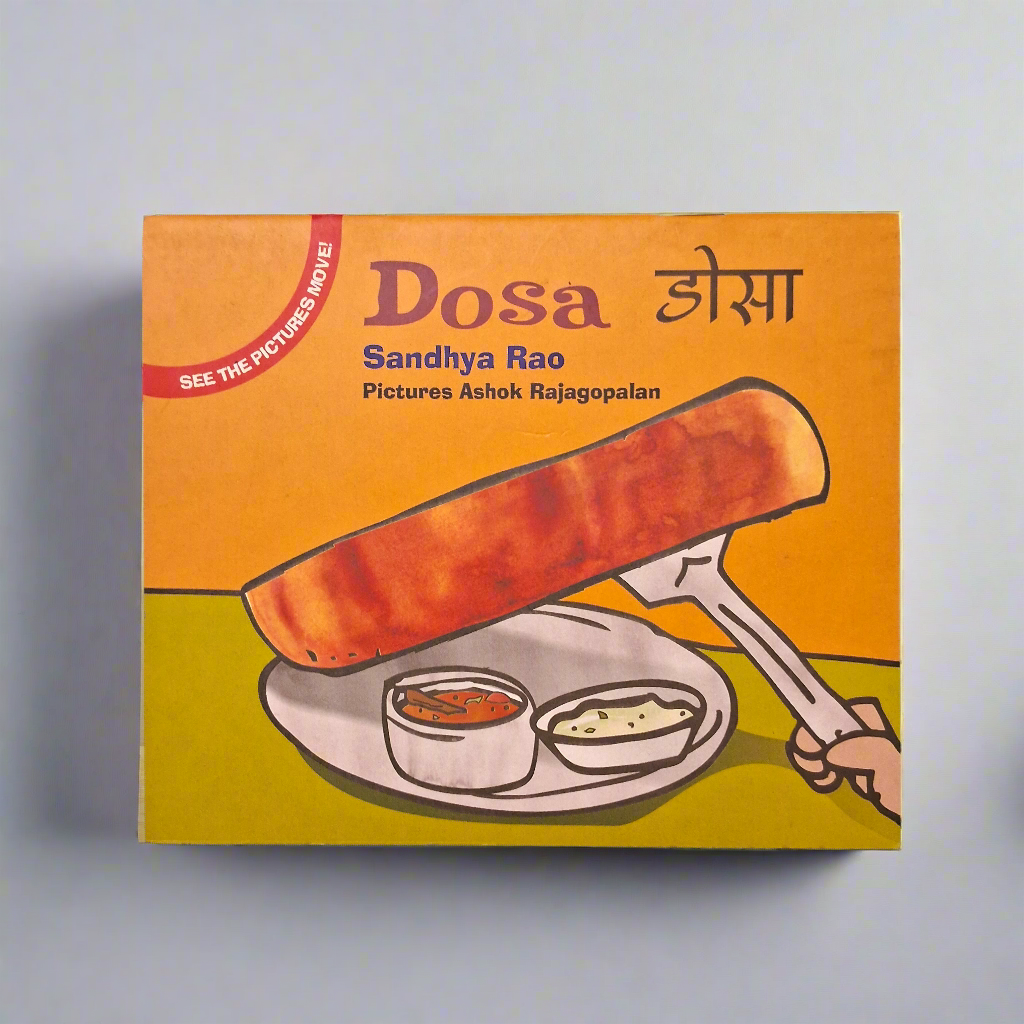 SEE THE PICTURES MOVE!
Dosa डोसा
Sandhya Rao
Pictures Ashok Rajagopalan